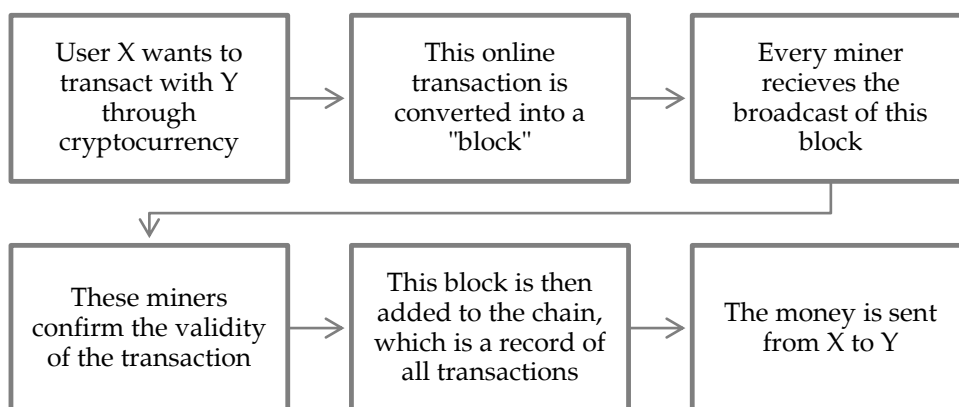 User X wants to
transact with Y
through
cryptocurrency
This online
transaction is
converted into a
"block"
Every miner
recieves the
broadcast of this
block
These miners
confirm the validity
of the transaction
This block is then
added to the chain,
which is a record of
all transactions
The money is sent
from X to Y